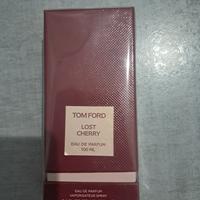 TOM FORD
LOST
CHERRY
EAU DE PARFUM
100 ML
EAU DE PARFUM
VAPORISATEUR SPRAY